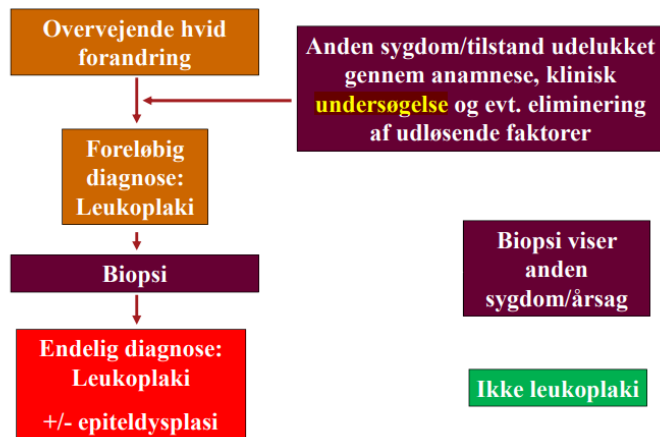 Overvejende hvid
forandring
Anden sygdom/tilstand udelukket
gennem anamnese, klinisk
undersøgelse og evt. eliminering
af udløsende faktorer
Foreløbig
diagnose:
Leukoplaki
Biopsi
Biopsi viser
anden
sygdom/årsag
Endelig diagnose:
Leukoplaki
+/- epiteldysplasi
Ikke leukoplaki